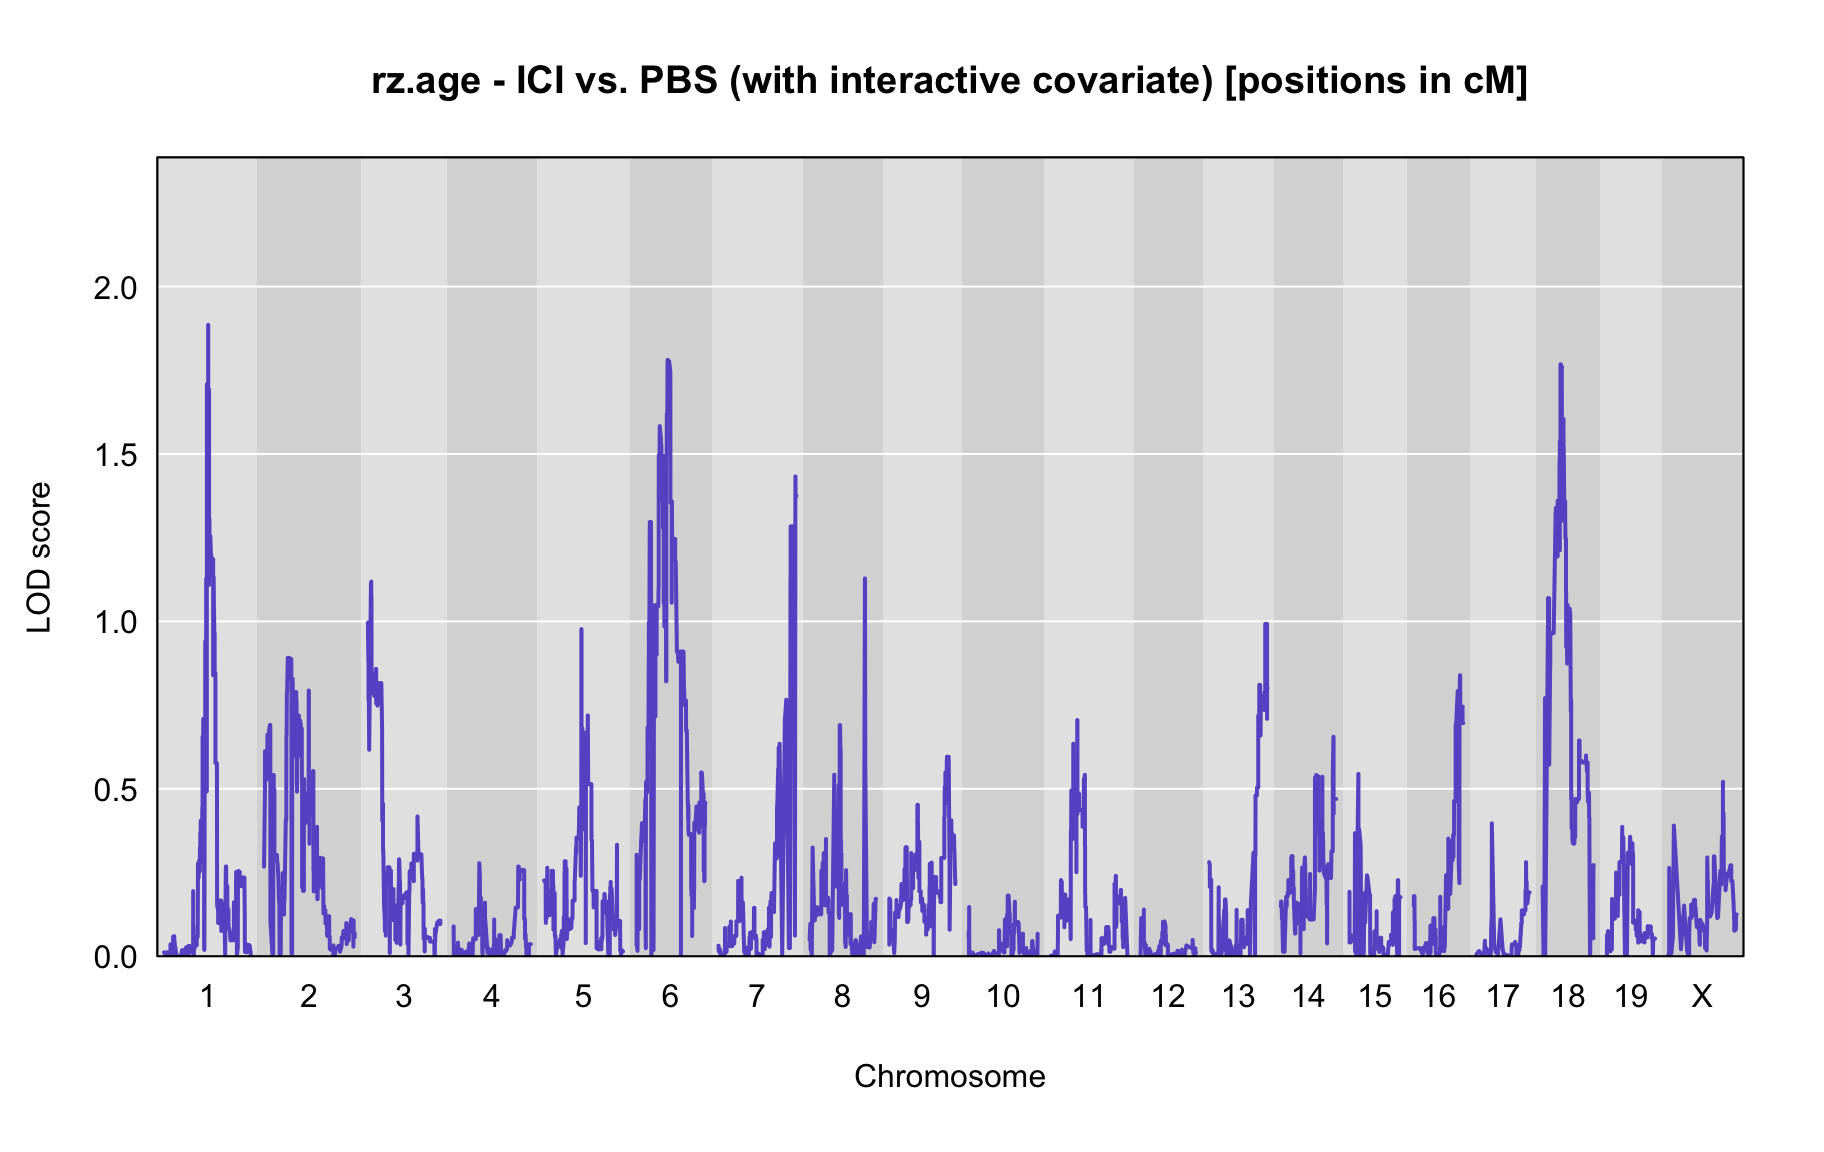 rz.age - ICI vs. PBS (with interactive covariate) [positions in cM]
LOD score
2.0
1.5
1.0
0.5
0.0
1 2 3 4 5 6 7 8 9 10 11 12 13 14 15 16 17 18 19 X
Chromosome